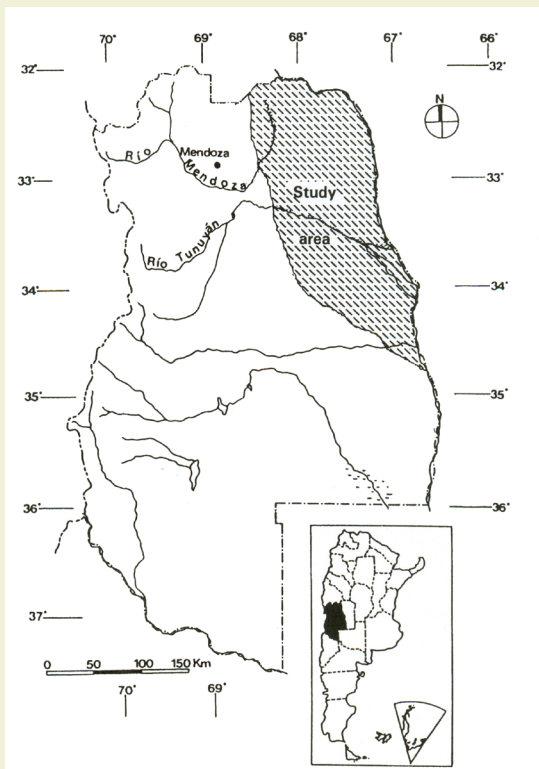 70° 69° 68° 67° 66°
32° 32°
N
Río Mendoza
Mendoza
33° 33°
Study
area
Río Tunuyán
34° 34°
35° 35°
36° 36°
37°
0 50 100 150 Km
70° 69°